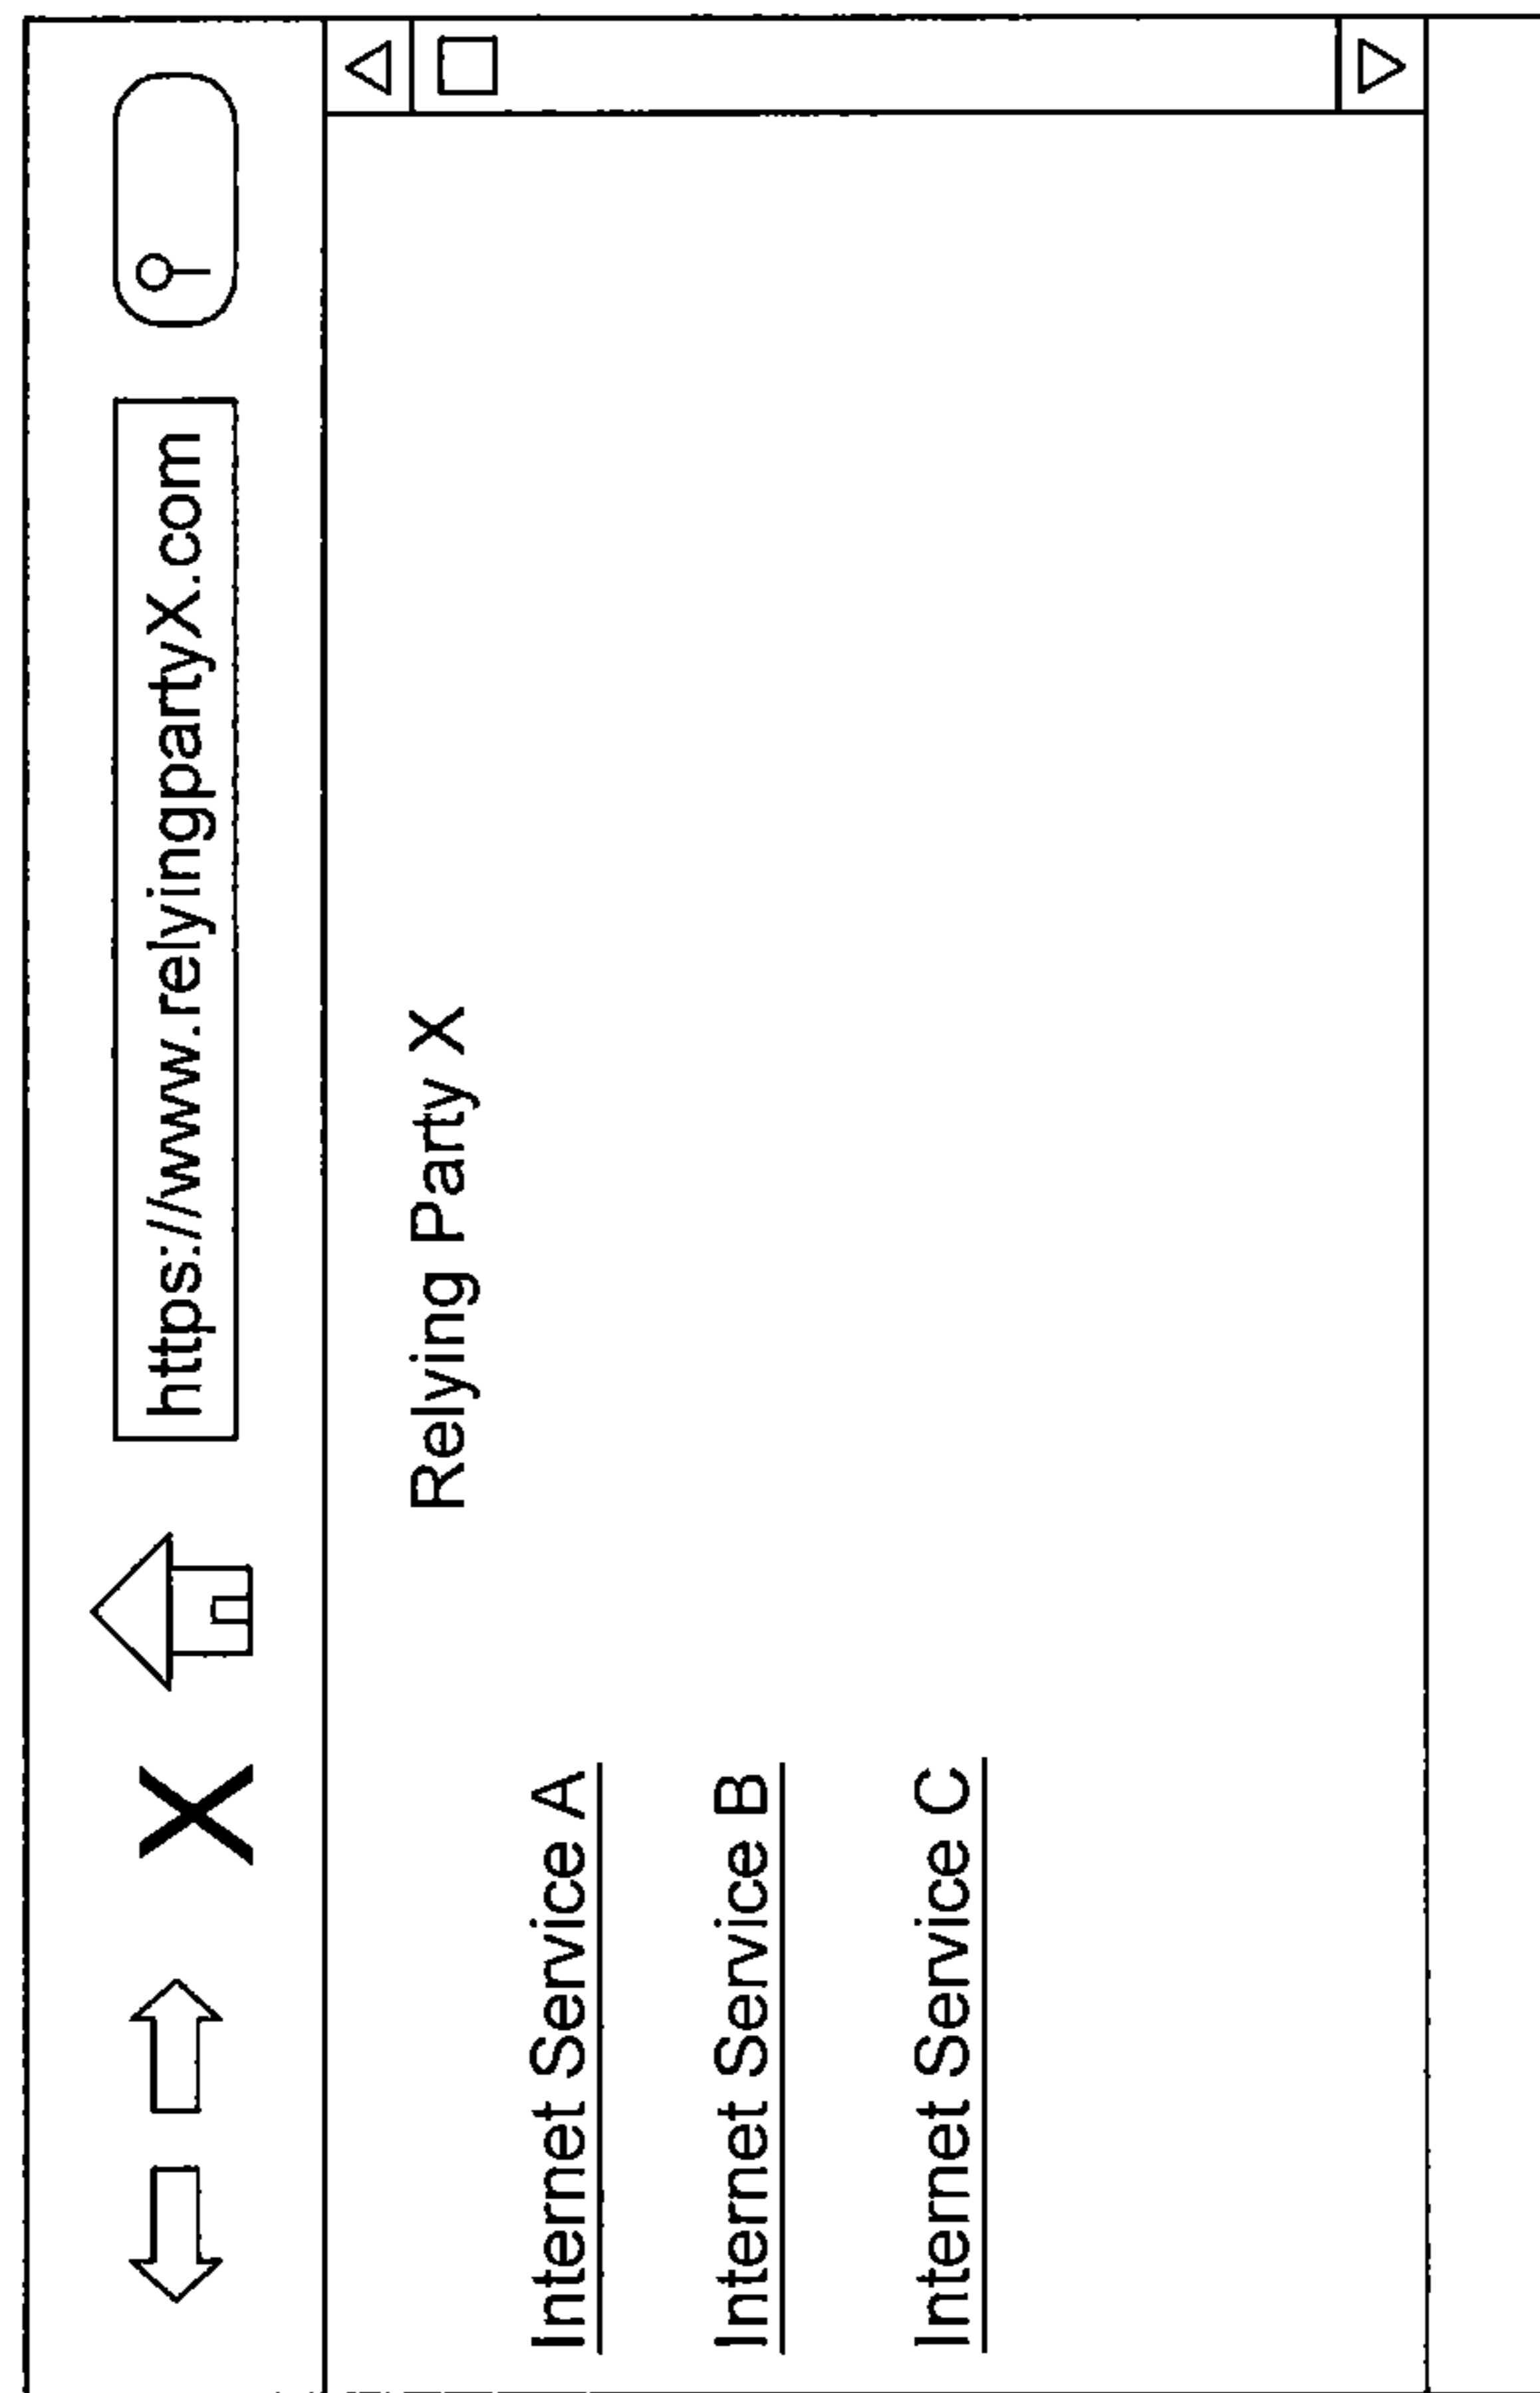 https://www.relyingpartyX.com
Relying Party X
Internet Service A
Internet Service B
Internet Service C